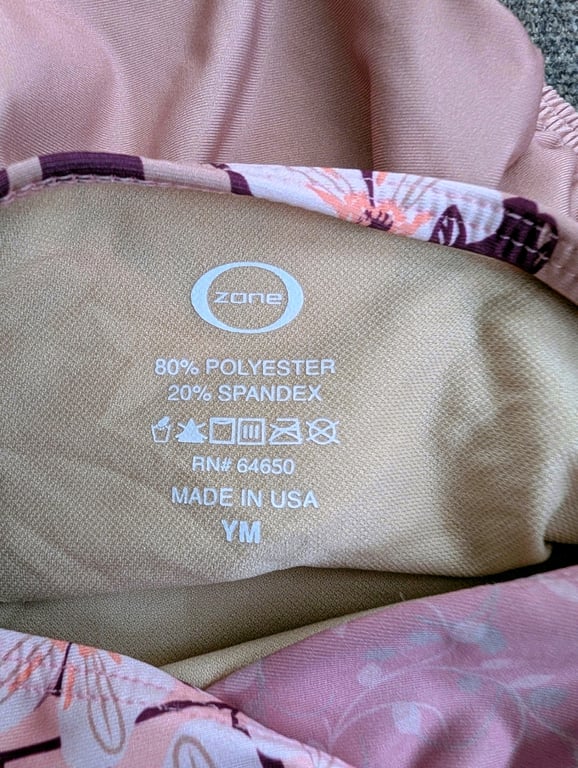 zone
80% POLYESTER
20% SPANDEX
RN# 64650
MADE IN USA
YM